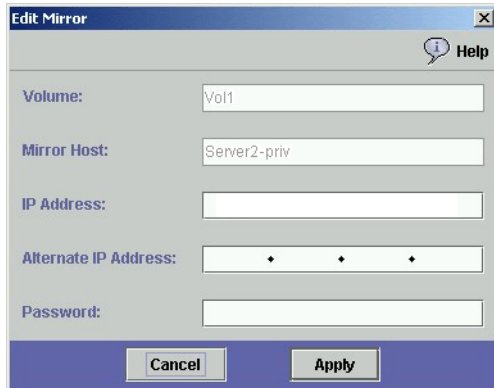 Edit Mirror
Help
Volume: Vol1
Mirror Host: Server2-priv
IP Address:
Alternate IP Address: . . .
Password:
Cancel Apply